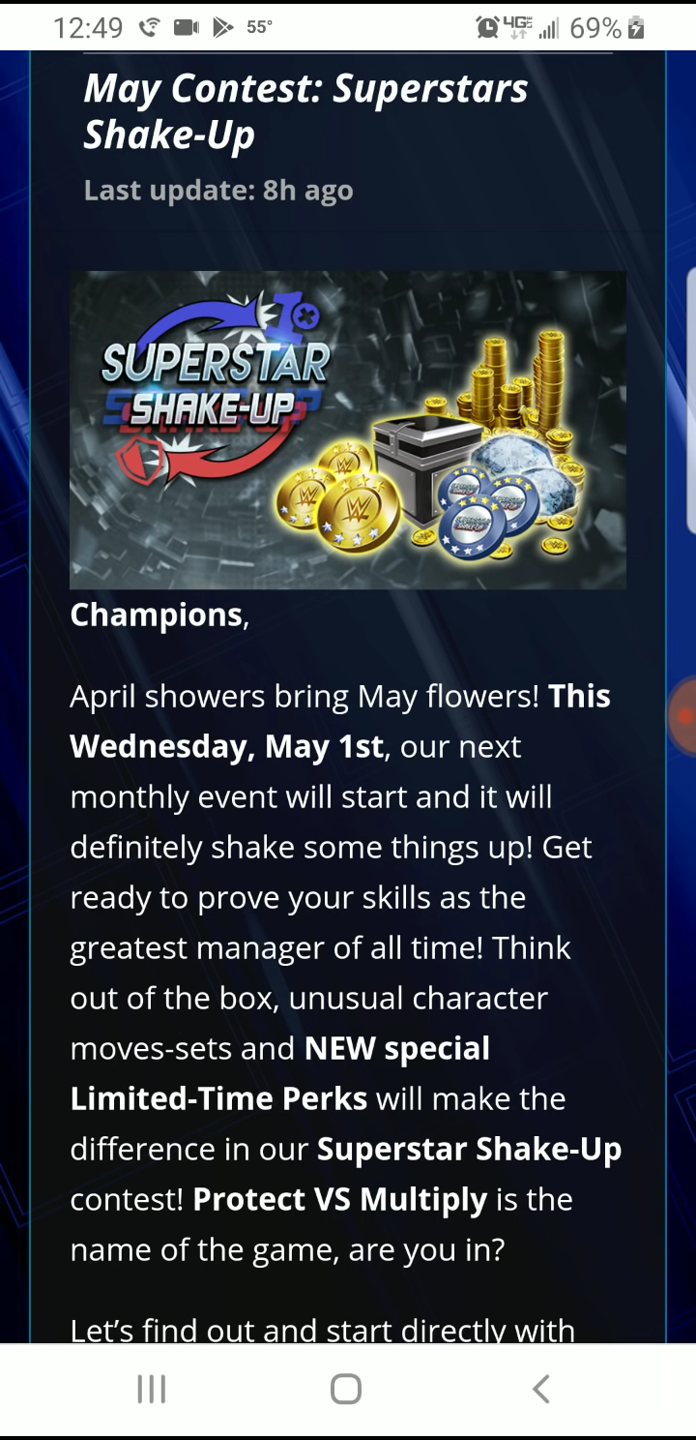 12:49 55° 4GE 69%
May Contest: Superstars
Shake-Up
Last update: 8h ago
SUPERSTAR
SHAKE-UP
Champions,
April showers bring May flowers! This
Wednesday, May 1st, our next
monthly event will start and it will
definitely shake some things up! Get
ready to prove your skills as the
greatest manager of all time! Think
out of the box, unusual character
moves-sets and NEW special
Limited-Time Perks will make the
difference in our Superstar Shake-Up
contest! Protect VS Multiply is the
name of the game, are you in?
Let’s find out and start directly with